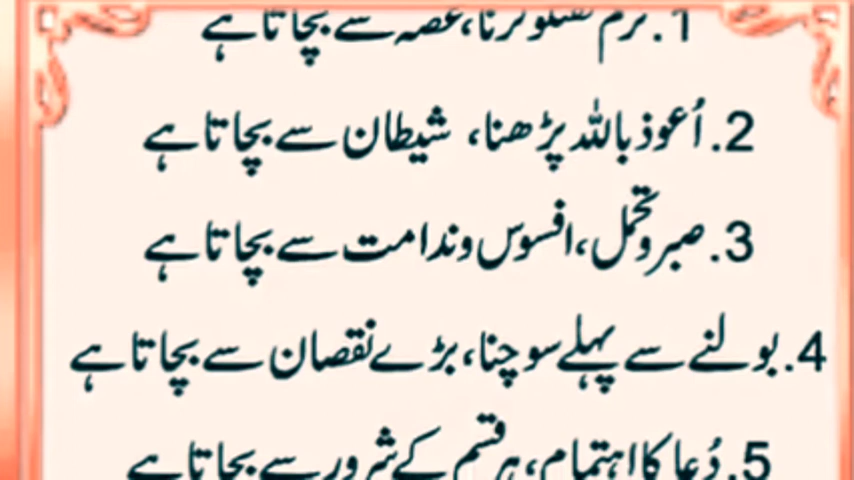 1. نرم گفتگو کرنا، غصہ سے بچاتا ہے
2. اُعوذ باللہ پڑھنا، شیطان سے بچاتا ہے
3. صبر و تحمل، افسوس و ندامت سے بچاتا ہے
4. بولنے سے پہلے سوچنا، بڑے نقصان سے بچاتا ہے
5. دُعا کا اہتمام، ہر قسم کے شرور سے بچاتا ہے